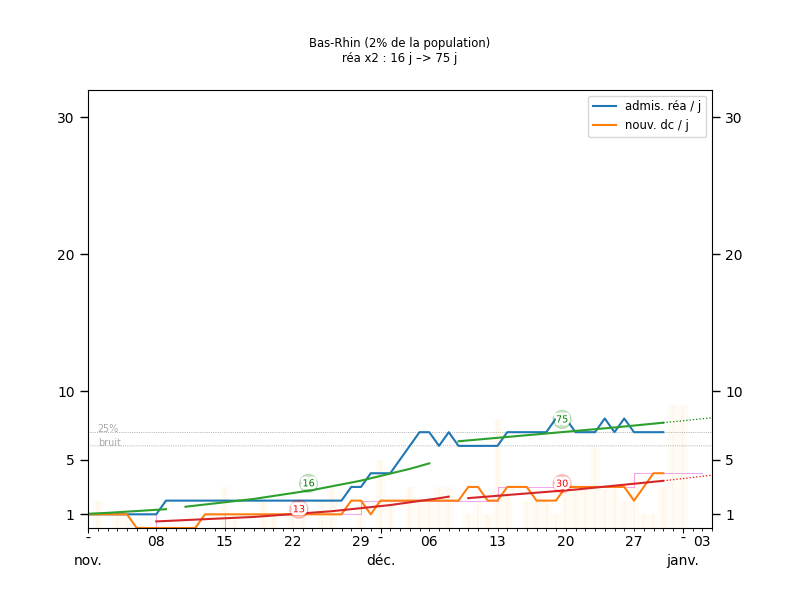 Bas-Rhin (2% de la population)
réa x2 : 16 j –> 75 j
admis. réa / j
nouv. dc / j
30 30
20 20
10 10
25%
bruit
5 5
1 1
75
16
30
13
- 08 15 22 29 - 06 13 20 27 - 03
nov. déc. janv.